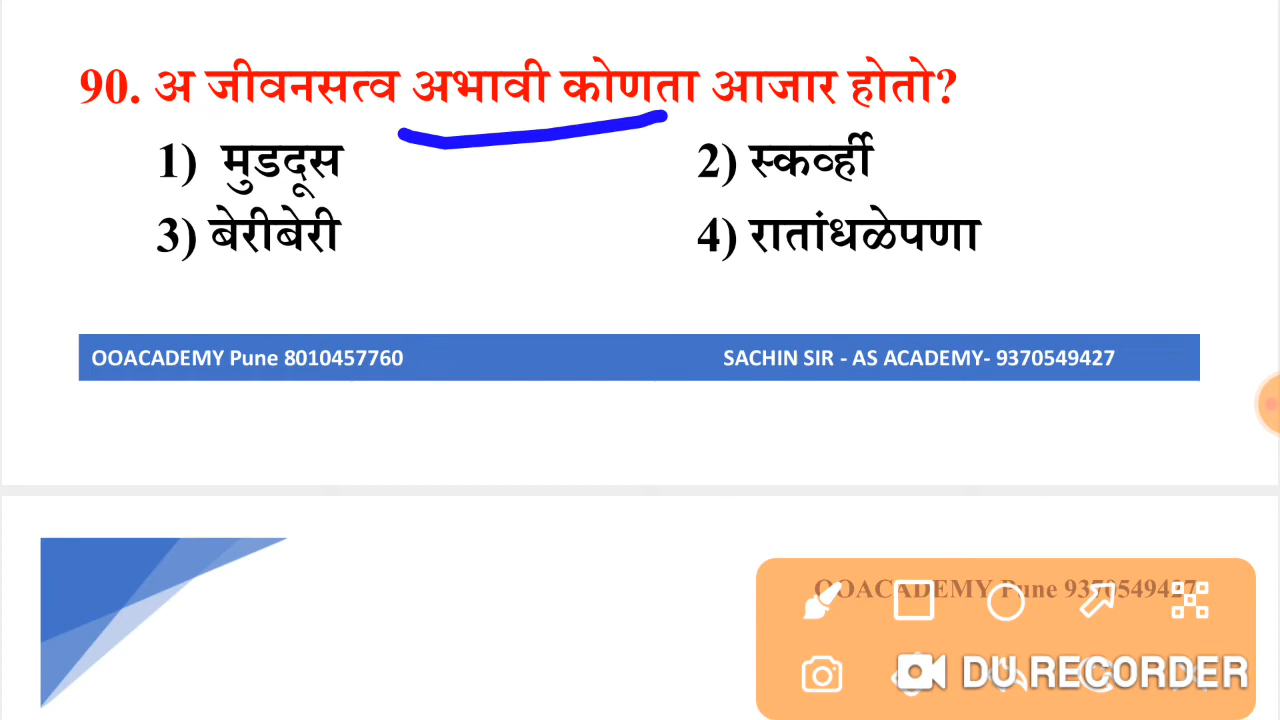 90. अ जीवनसत्व अभावी कोणता आजार होतो?
1) मुडदूस 2) स्कर्व्ही
3) बेरीबेरी 4) रातांधळेपणा
OOACADEMY Pune 8010457760 SACHIN SIR - AS ACADEMY- 9370549427
OOACADEMY Pune 9370549427
DU RECORDER